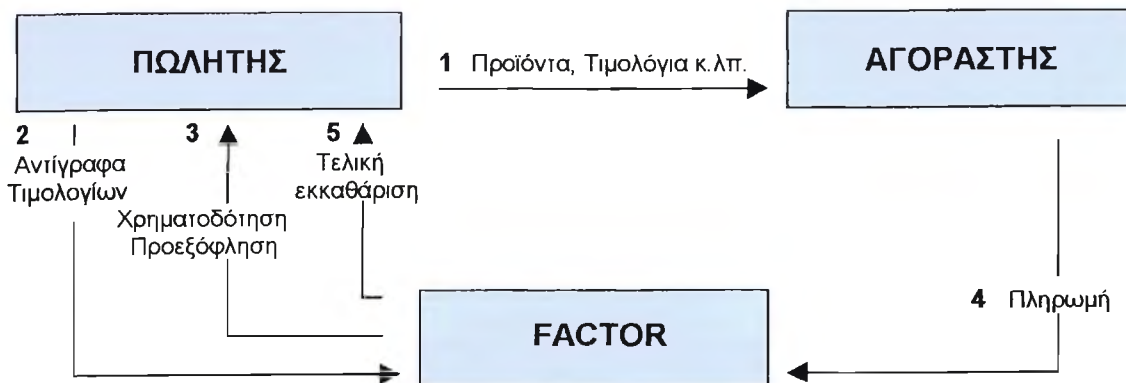 ΠΩΛΗΤΗΣ
1 Προϊόντα, Τιμολόγια κ.λπ.
ΑΓΟΡΑΣΤΗΣ
2
Αντίγραφα
Τιμολογίων
3
Χρηματοδότηση
Προεξόφληση
5
Τελική
εκκαθάριση
4 Πληρωμή
FACTOR